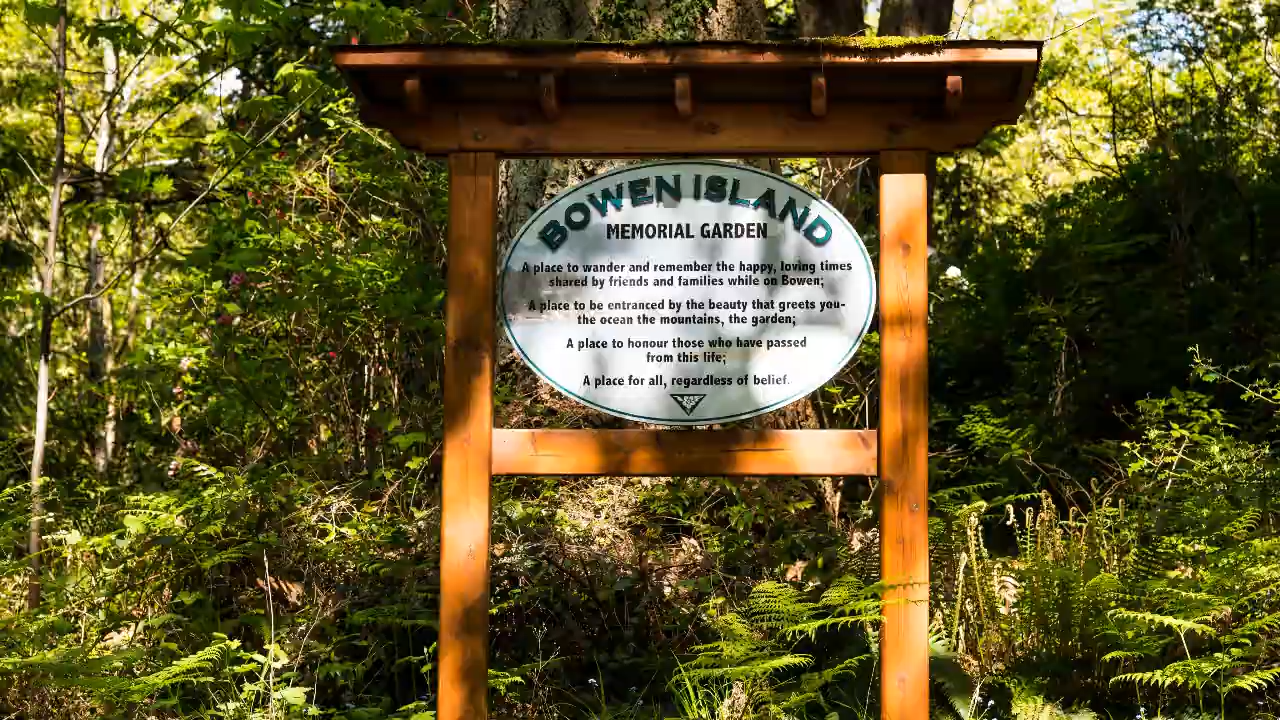 BOWEN ISLAND
MEMORIAL GARDEN
A place to wander and remember the happy, loving times
shared by friends and families while on Bowen;
A place to be entranced by the beauty that greets you-
the ocean the mountains, the garden;
A place to honour those who have passed
from this life;
A place for all, regardless of belief.